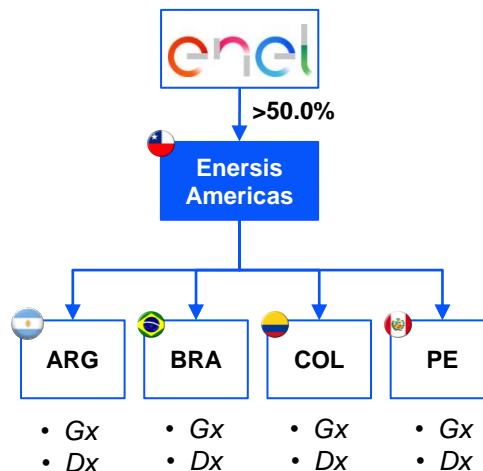 enel
>50.0%
Enersis
Americas
ARG BRA COL PE
• Gx • Gx • Gx • Gx
• Dx • Dx • Dx • Dx